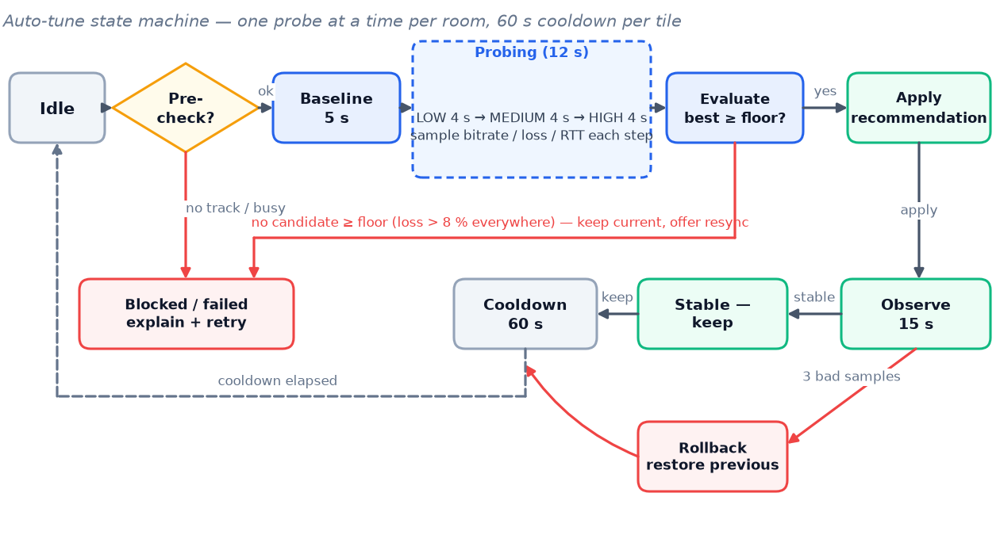 Auto-tune state machine — one probe at a time per room, 60 s cooldown per tile
Idle
Pre-
check?
ok
Baseline
5 s
Probing (12 s)
LOW 4 s → MEDIUM 4 s → HIGH 4 s
sample bitrate / loss / RTT each step
Evaluate
best ≥ floor?
yes
Apply
recommendation
no track / busy
no candidate ≥ floor (loss > 8 % everywhere) — keep current, offer resync
apply
Blocked / failed
explain + retry
Cooldown
60 s
keep
Stable —
keep
stable
Observe
15 s
cooldown elapsed
3 bad samples
Rollback
restore previous